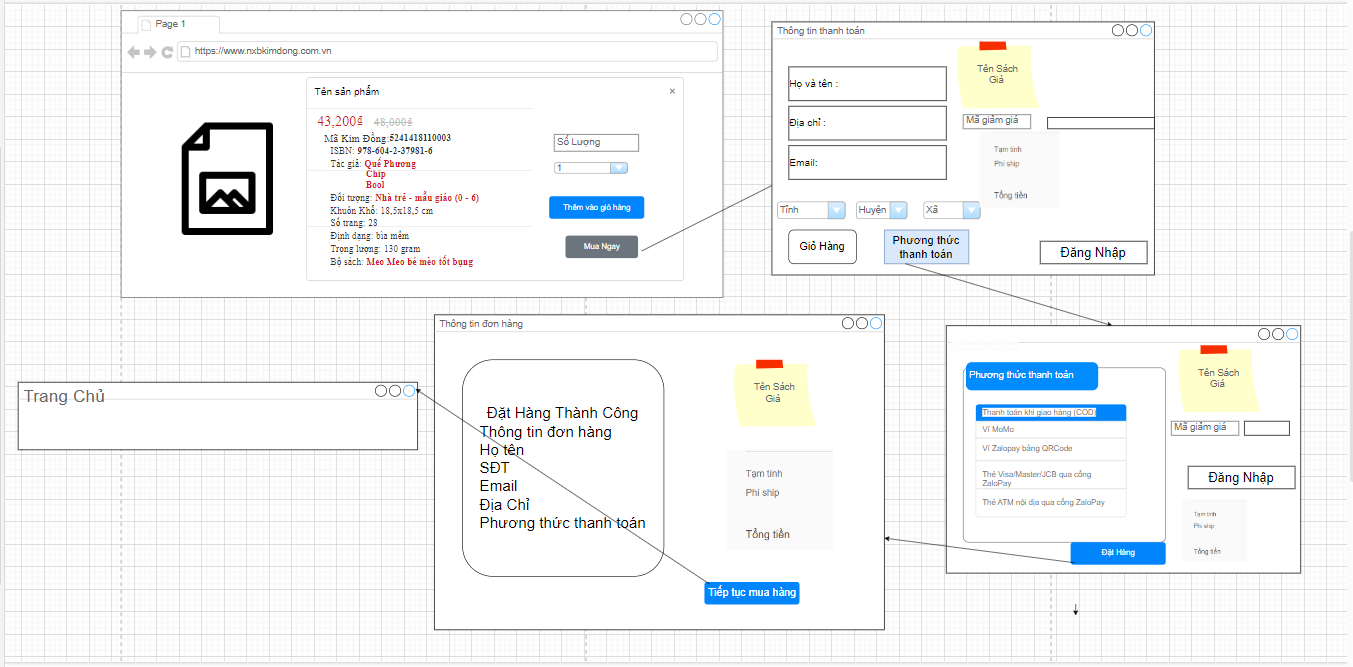 Page 1
https://www.nxbkimdong.com.vn
Tên sản phẩm
×
43,200₫ 48,000₫
Mã Kim Đồng:5241418110003
ISBN: 978-604-2-37981-6
Tác giả: Quế Phương
Chip
Bool
Đối tượng: Nhà trẻ - mẫu giáo (0 - 6)
Khuôn Khổ: 18,5x18,5 cm
Số trang: 28
Định dạng: bìa mềm
Trọng lượng: 130 gram
Bộ sách: Meo Meo bé mèo tốt bụng
Số Lượng
1
Thêm vào giỏ hàng
Mua Ngay
Thông tin thanh toán
Họ và tên :
Địa chỉ :
Email:
Tỉnh
Huyện
Xã
Giỏ Hàng
Phương thức
thanh toán
Tên Sách
Giá
Mã giảm giá
Tạm tính
Phí ship
Tổng tiền
Đăng Nhập
Phương thức thanh toán
Thanh toán khi giao hàng (COD)
Ví MoMo
Ví Zalopay bằng QRCode
Thẻ Visa/Master/JCB qua cổng
ZaloPay
Thẻ ATM nội địa qua cổng ZaloPay
Đặt Hàng
Tên Sách
Giá
Mã giảm giá
Đăng Nhập
Tạm tính
Phí ship
Tổng tiền
Thông tin đơn hàng
Đặt Hàng Thành Công
Thông tin đơn hàng
Họ tên
SĐT
Email
Địa Chỉ
Phương thức thanh toán
Tên Sách
Giá
Tạm tính
Phí ship
Tổng tiền
Tiếp tục mua hàng
Trang Chủ